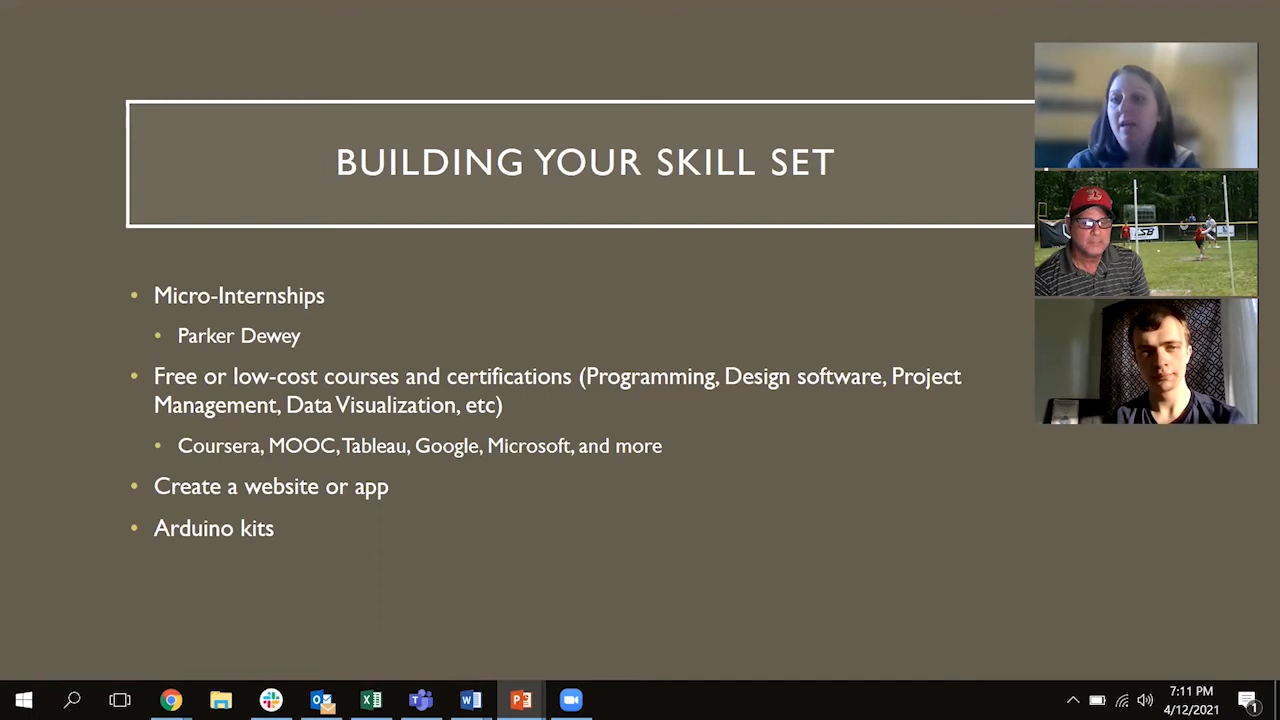 BUILDING YOUR SKILL SET
• Micro-Internships
• Parker Dewey
• Free or low-cost courses and certifications (Programming, Design software, Project
Management, Data Visualization, etc)
• Coursera, MOOC, Tableau, Google, Microsoft, and more
• Create a website or app
• Arduino kits
7:11 PM
4/12/2021
1